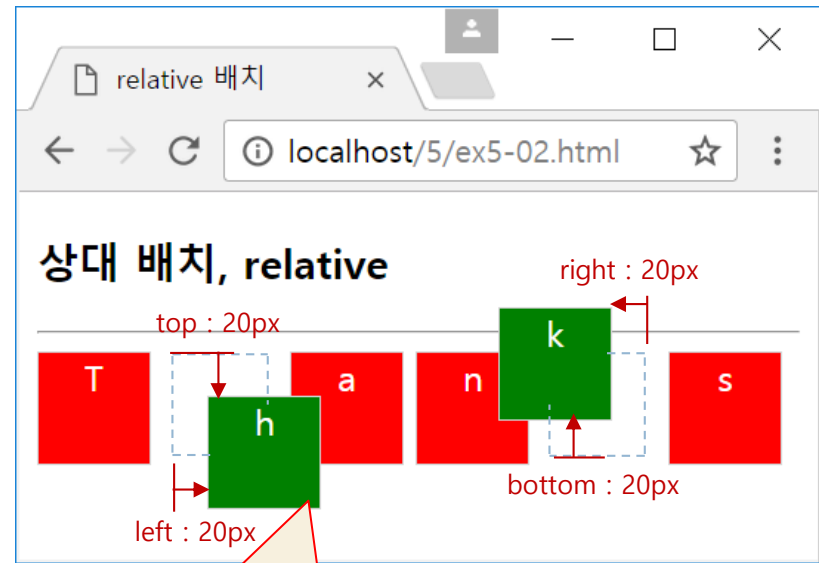 relative 배치
localhost/5/ex5-02.html
상대 배치, relative
right : 20px
top : 20px
T
h
a
n
k
s
bottom : 20px
left : 20px